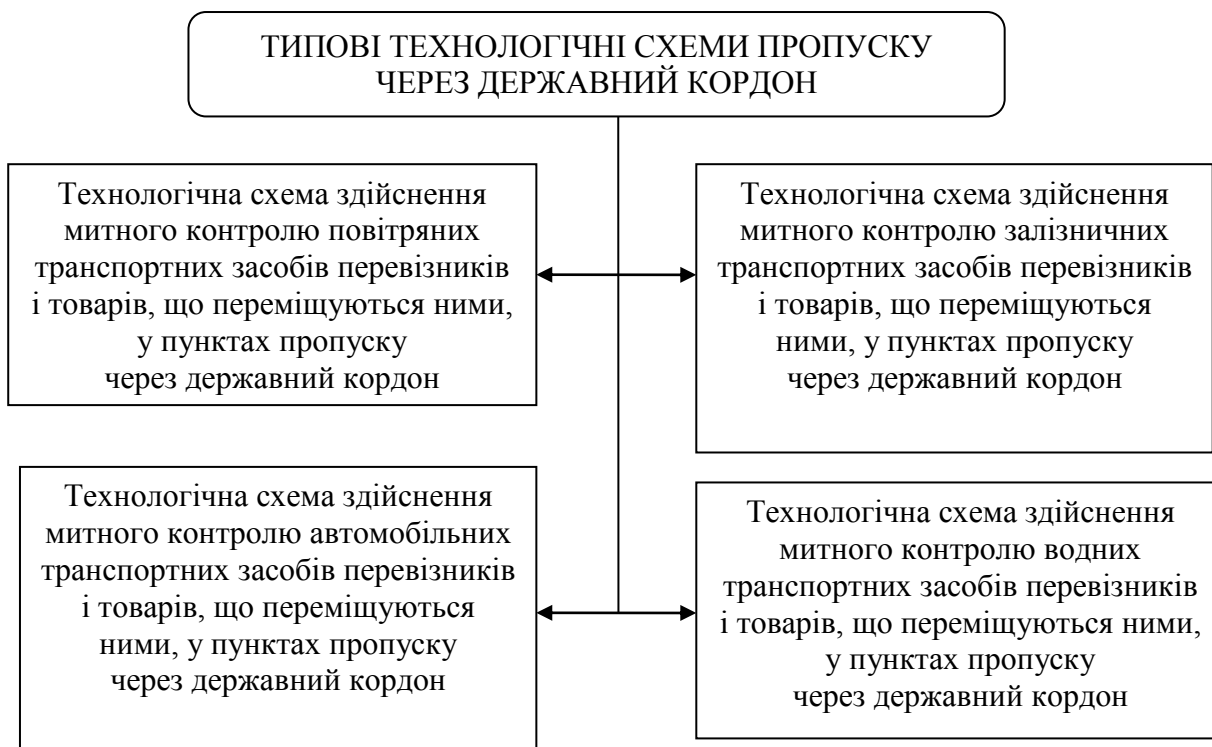 ТИПОВІ ТЕХНОЛОГІЧНІ СХЕМИ ПРОПУСКУ
ЧЕРЕЗ ДЕРЖАВНИЙ КОРДОН
Технологічна схема здійснення
митного контролю повітряних
транспортних засобів перевізників
і товарів, що переміщуються ними,
у пунктах пропуску
через державний кордон
Технологічна схема здійснення
митного контролю залізничних
транспортних засобів перевізників
і товарів, що переміщуються
ними, у пунктах пропуску
через державний кордон
Технологічна схема здійснення
митного контролю автомобільних
транспортних засобів перевізників
і товарів, що переміщуються
ними, у пунктах пропуску
через державний кордон
Технологічна схема здійснення
митного контролю водних
транспортних засобів перевізників
і товарів, що переміщуються ними,
у пунктах пропуску
через державний кордон